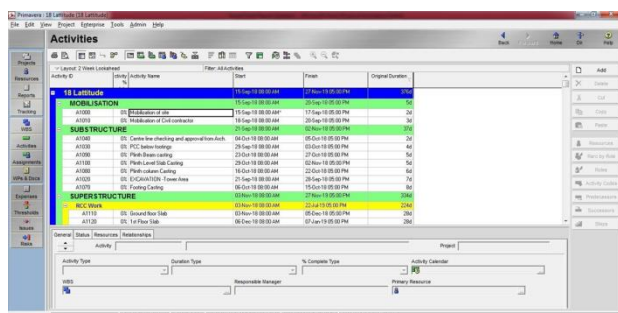 Primavera : 18 Lattitude (18 Lattitude)
File Edit View Project Enterprise Tools Admin Help
Activities
Back Forward Home Dir. Help
Layout: 2 Week Lookahead Filter: All Activities
Activity ID Activity % Activity Name Start Finish Original Duration
18 Lattitude 15-Sep-18 08:00 AM 27-Nov-19 05:00 PM 376d
MOBILISATION 15-Sep-18 08:00 AM 20-Sep-18 05:00 PM 5d
A1000 0% Mobilisation of site 15-Sep-18 08:00 AM* 17-Sep-18 05:00 PM 2d
A1010 0% Mobilisation of Civil contractor 18-Sep-18 08:00 AM 20-Sep-18 05:00 PM 3d
SUBSTRUCTURE 21-Sep-18 08:00 AM 02-Nov-18 05:00 PM 37d
A1040 0% Centre line checking and approval from Arch. 04-Oct-18 08:00 AM 05-Oct-18 05:00 PM 2d
A1030 0% PCC below footings 29-Sep-18 08:00 AM 03-Oct-18 05:00 PM 4d
A1090 0% Plinth Beam casting 23-Oct-18 08:00 AM 27-Oct-18 05:00 PM 5d
A1100 0% Plinth Level Slab Casting 29-Oct-18 08:00 AM 02-Nov-18 05:00 PM 5d
A1080 0% Plinth column Casting 16-Oct-18 08:00 AM 22-Oct-18 05:00 PM 6d
A1020 0% EXCAVATION -Tower Area 21-Sep-18 08:00 AM 28-Sep-18 05:00 PM 7d
A1070 0% Footing Casting 06-Oct-18 08:00 AM 15-Oct-18 05:00 PM 8d
SUPERSTRUCTURE 03-Nov-18 08:00 AM 27-Nov-19 05:00 PM 334d
RCC Work 03-Nov-18 08:00 AM 22-Jul-19 05:00 PM 224d
A1110 0% Ground floor Slab 03-Nov-18 08:00 AM 05-Dec-18 05:00 PM 28d
A1120 0% 1st Floor Slab 06-Dec-18 08:00 AM 07-Jan-19 05:00 PM 28d
Projects
Resources
Reports
Tracking
WBS
Activities
Assignments
WPs & Docs
Expenses
Thresholds
Issues
Risks
Add
Delete
Cut
Copy
Paste
Resources
Rsrcs by Role
Roles
Activity Codes
Predecessors
Successors
Steps
General Status Resources Relationships
Activity Project
Activity Type Duration Type % Complete Type Activity Calendar
WBS Responsible Manager Primary Resource